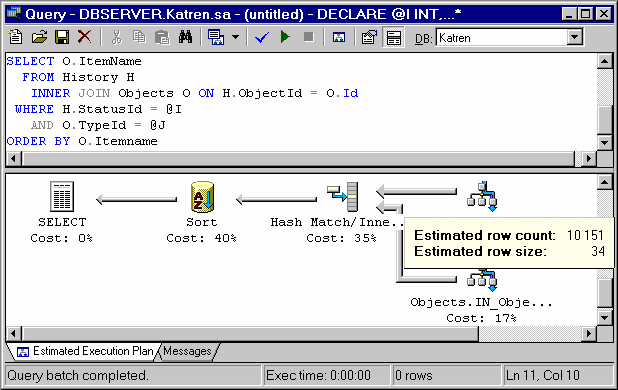 Query - DBSERVER.Katren.sa - (untitled) - DECLARE @I INT,...*
DB: Katren
SELECT O.ItemName
FROM History H
INNER JOIN Objects O ON H.ObjectId = O.Id
WHERE H.StatusId = @I
AND O.TypeId = @J
ORDER BY O.Itemname
SELECT
Cost: 0%
Sort
Cost: 40%
Hash Match/Inne...
Cost: 35%
Estimated row count: 10 151
Estimated row size: 34
Objects.IN_Obje...
Cost: 17%
Estimated Execution Plan
Messages
Query batch completed.
Exec time: 0:00:00
0 rows
Ln 11, Col 10